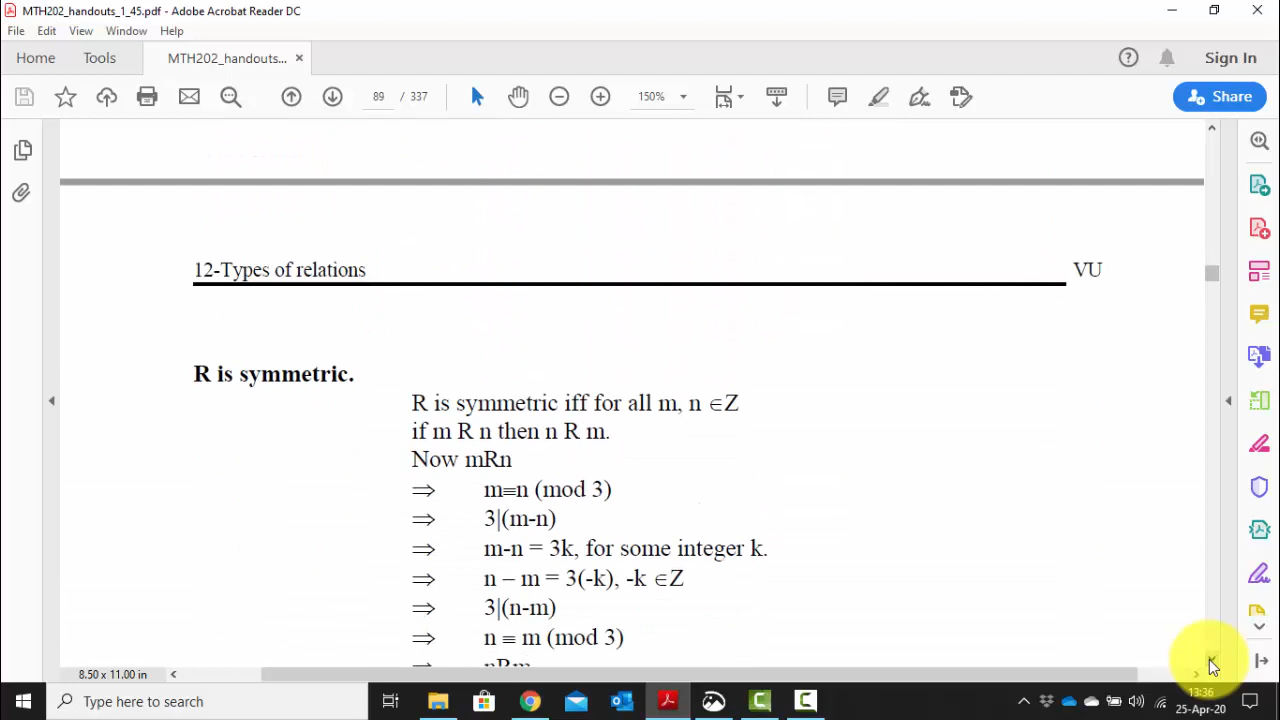 MTH202_handouts_1_45.pdf - Adobe Acrobat Reader DC
File Edit View Window Help
Home Tools MTH202_handouts... × Sign In
89 / 337 150% Share
12-Types of relations VU
R is symmetric.
R is symmetric iff for all m, n ∈Z
if m R n then n R m.
Now mRn
⇒ m≡n (mod 3)
⇒ 3|(m-n)
⇒ m-n = 3k, for some integer k.
⇒ n – m = 3(-k), -k ∈Z
⇒ 3|(n-m)
⇒ n ≡ m (mod 3)
⇒ nRm
8.50 x 11.00 in
Type here to search
13:36
25-Apr-20